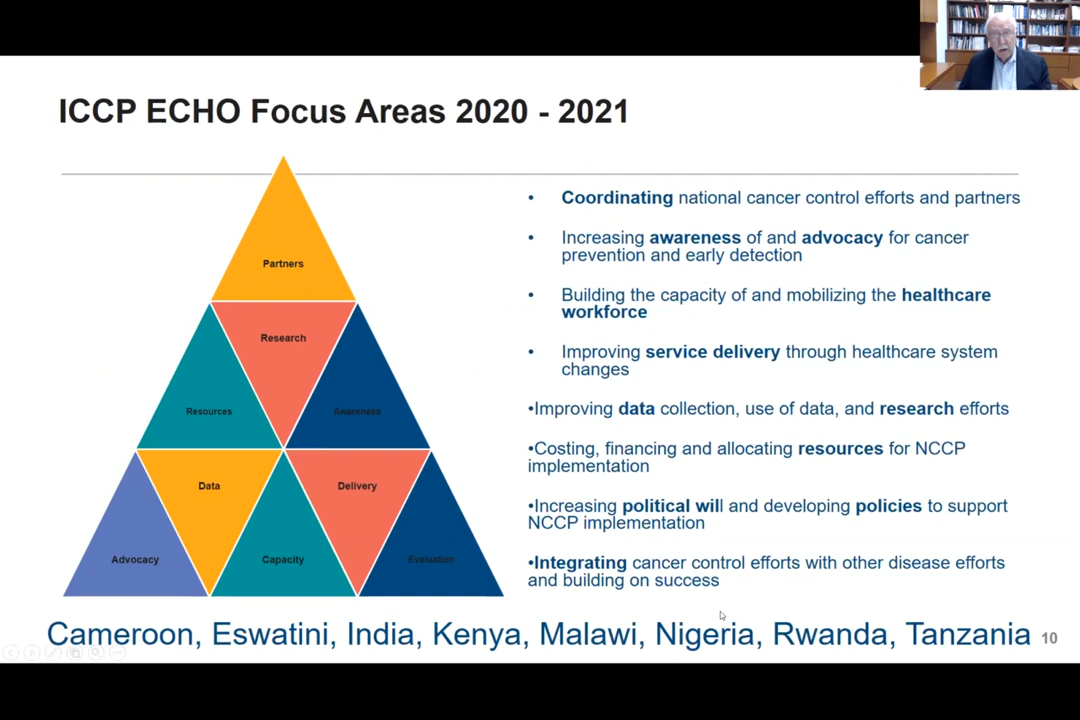 ICCP ECHO Focus Areas 2020 - 2021
Partners
Research
Resources
Awareness
Data
Delivery
Advocacy
Capacity
Evaluation
• Coordinating national cancer control efforts and partners
• Increasing awareness of and advocacy for cancer
prevention and early detection
• Building the capacity of and mobilizing the healthcare
workforce
• Improving service delivery through healthcare system
changes
•Improving data collection, use of data, and research efforts
•Costing, financing and allocating resources for NCCP
implementation
•Increasing political will and developing policies to support
NCCP implementation
•Integrating cancer control efforts with other disease efforts
and building on success
Cameroon, Eswatini, India, Kenya, Malawi, Nigeria, Rwanda, Tanzania
10